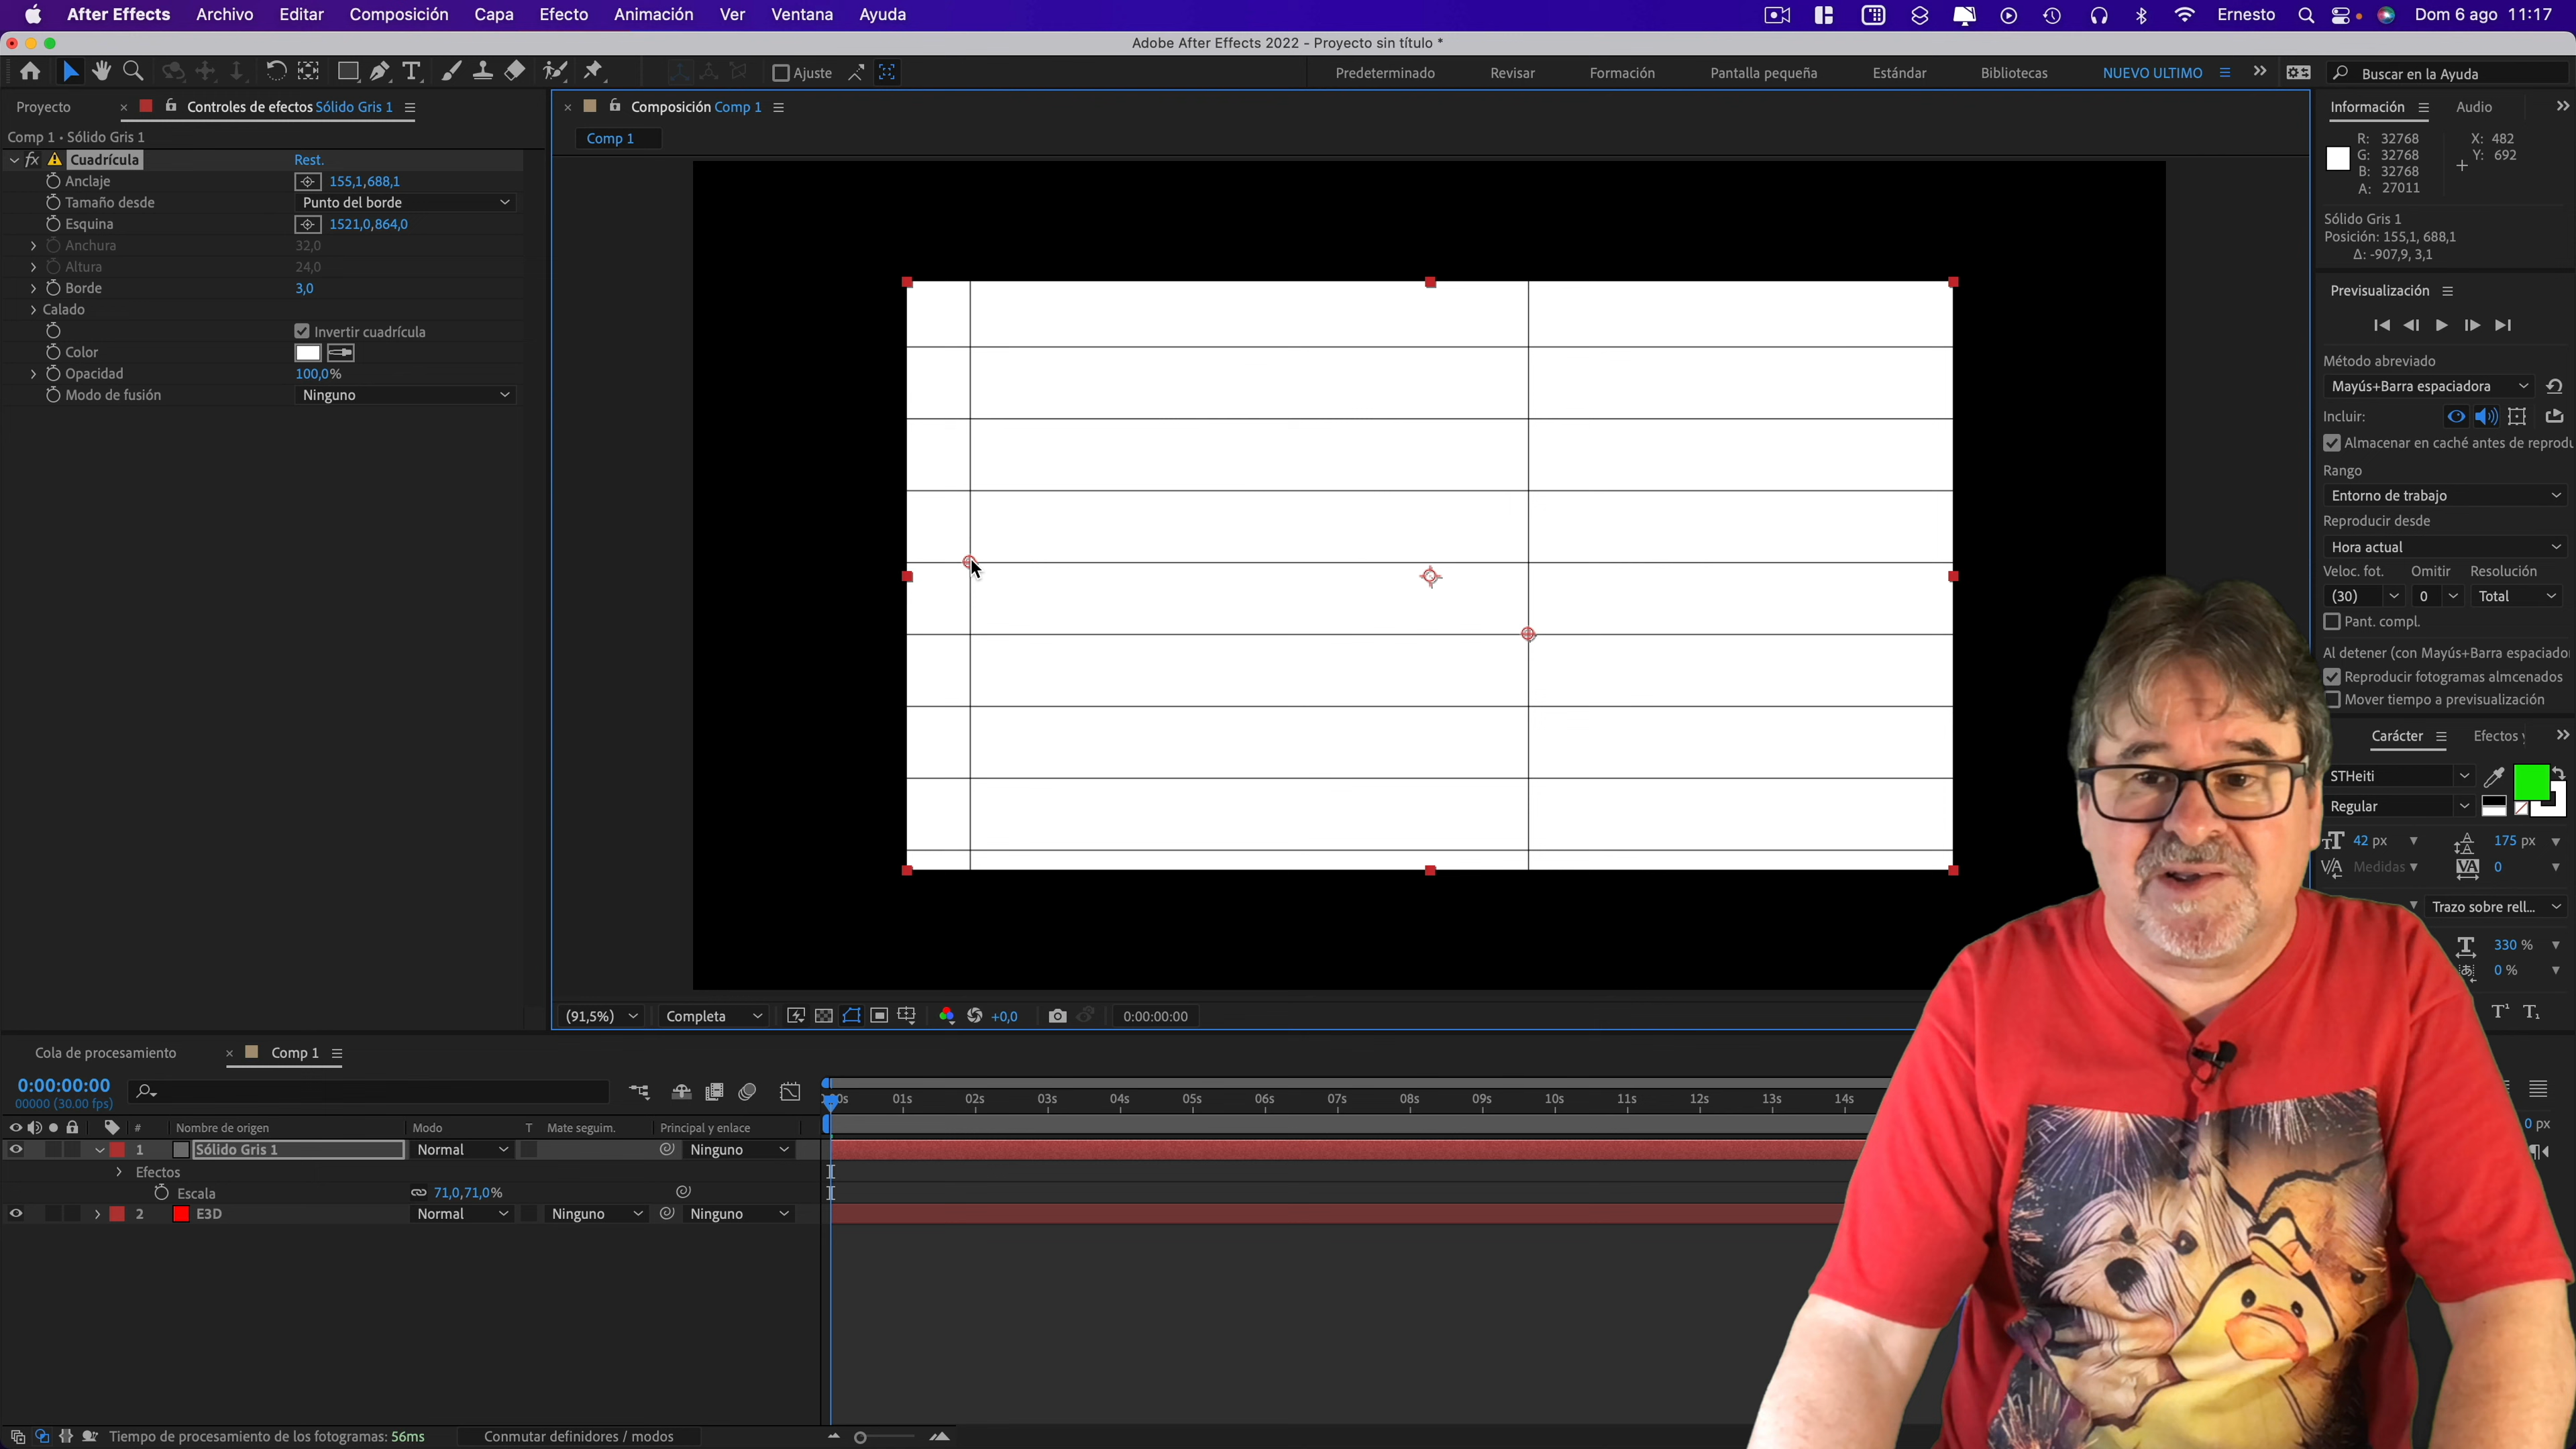 After Effects Archivo Editar Composición Capa Efecto Animación Ver Ventana Ayuda Ernesto Dom 6 ago 11:17
Adobe After Effects 2022 - Proyecto sin título *
Ajuste Predeterminado Revisar Formación Pantalla pequeña Estándar Bibliotecas NUEVO ULTIMO Buscar en la Ayuda
Proyecto Controles de efectos Sólido Gris 1
Comp 1 • Sólido Gris 1
fx Cuadrícula Rest.
Anclaje 155,1,688,1
Tamaño desde Punto del borde
Esquina 1521,0,864,0
Anchura 32,0
Altura 24,0
Borde 3,0
Calado
Invertir cuadrícula
Color
Opacidad 100,0%
Modo de fusión Ninguno
Composición Comp 1
Comp 1
(91,5%) Completa +0,0 0:00:00:00
Información Audio
R: 32768 X: 482
G: 32768 Y: 692
B: 32768
A: 27011
Sólido Gris 1
Posición: 155,1, 688,1
Δ: -907,9, 3,1
Previsualización
Método abreviado
Mayús+Barra espaciadora
Incluir:
Almacenar en caché antes de reprodu
Rango
Entorno de trabajo
Reproducir desde
Hora actual
Veloc. fot. Omitir Resolución
(30) 0 Total
Pant. compl.
Al detener (con Mayús+Barra espaciado
Reproducir fotogramas almcenados
Mover tiempo a previsualización
Carácter Efectos y
STHeiti
Regular
42 px 175 px
Medidas 0
Trazo sobre rell...
330 %
0 %
0 px
Cola de procesamiento Comp 1
0:00:00:00
00000 (30.00 fps)
01s 02s 03s 04s 05s 06s 07s 08s 09s 10s 11s 12s 13s 14s
# Nombre de origen Modo T Mate seguim. Principal y enlace
1 Sólido Gris 1 Normal Ninguno
Efectos
Escala 71,0,71,0%
2 E3D Normal Ninguno Ninguno
Tiempo de procesamiento de los fotogramas: 56ms Conmutar definidores / modos